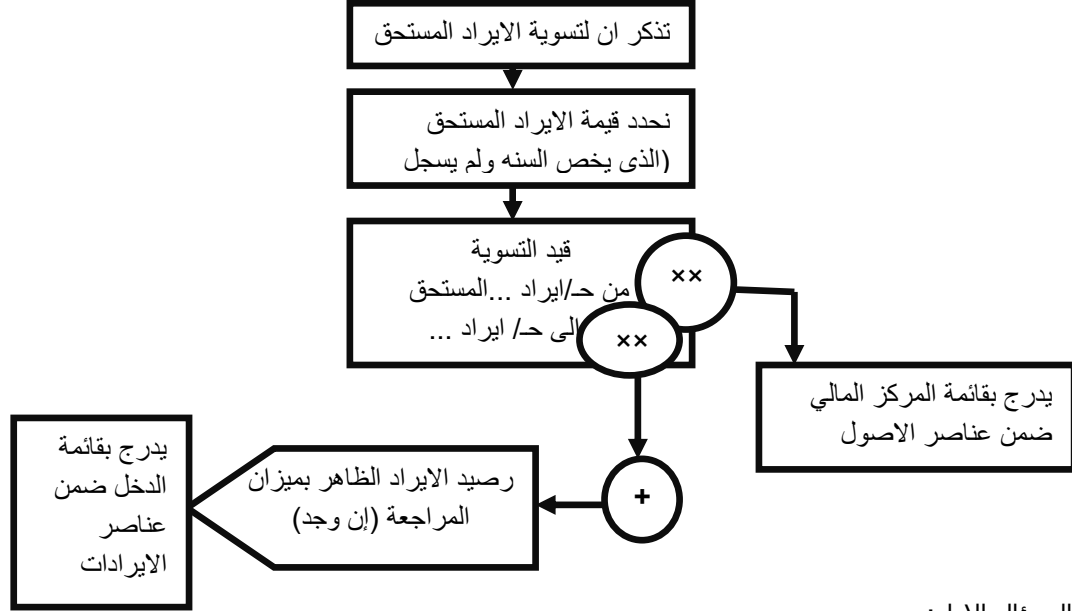 تذكر ان لتسوية الايراد المستحق
نحدد قيمة الايراد المستحق
(الذى يخص السنه ولم يسجل
قيد التسوية
×× من حـ/ايراد ...المستحق
×× الى حـ/ ايراد ...
يدرج بقائمة المركز المالي
ضمن عناصر الاصول
+
رصيد الايراد الظاهر بميزان
المراجعة (إن وجد)
يدرج بقائمة
الدخل ضمن
عناصر
الايرادات